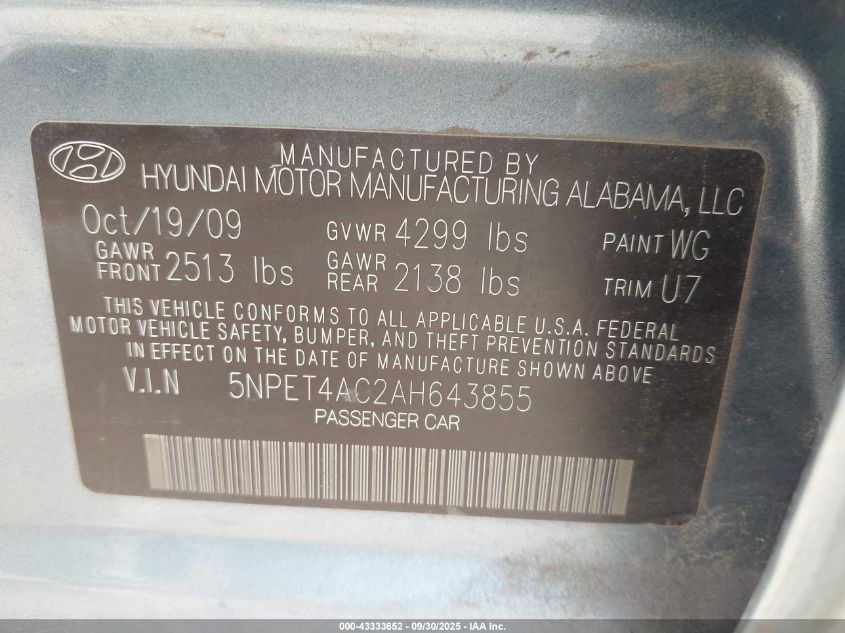 MANUFACTURED BY
HYUNDAI MOTOR MANUFACTURING ALABAMA, LLC
Oct/19/09 GVWR 4299 lbs PAINT WG
GAWR FRONT 2513 lbs GAWR REAR 2138 lbs TRIM U7
THIS VEHICLE CONFORMS TO ALL APPLICABLE U.S.A. FEDERAL
MOTOR VEHICLE SAFETY, BUMPER, AND THEFT PREVENTION STANDARDS
IN EFFECT ON THE DATE OF MANUFACTURE SHOWN ABOVE.
V.I.N 5NPET4AC2AH643855
PASSENGER CAR
000-43333652 - 09/30/2025 - IAA Inc.